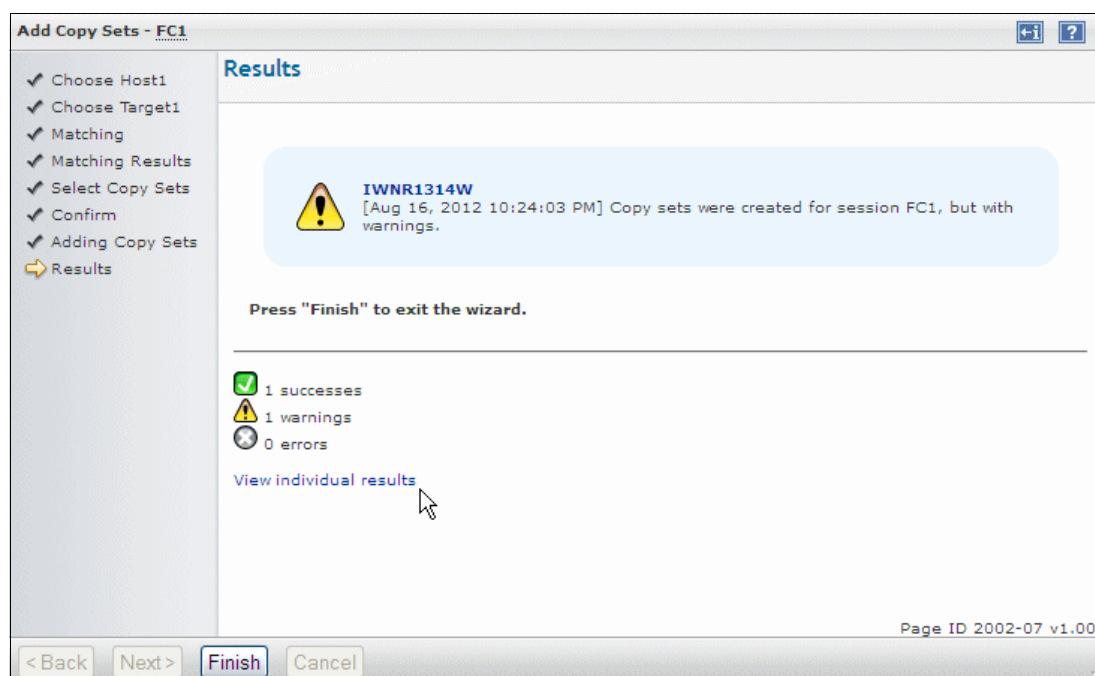 Add Copy Sets - FC1
Choose Host1
Choose Target1
Matching
Matching Results
Select Copy Sets
Confirm
Adding Copy Sets
Results
Results
IWNR1314W
[Aug 16, 2012 10:24:03 PM] Copy sets were created for session FC1, but with
warnings.
Press "Finish" to exit the wizard.
1 successes
1 warnings
0 errors
View individual results
Page ID 2002-07 v1.00
< Back Next > Finish Cancel